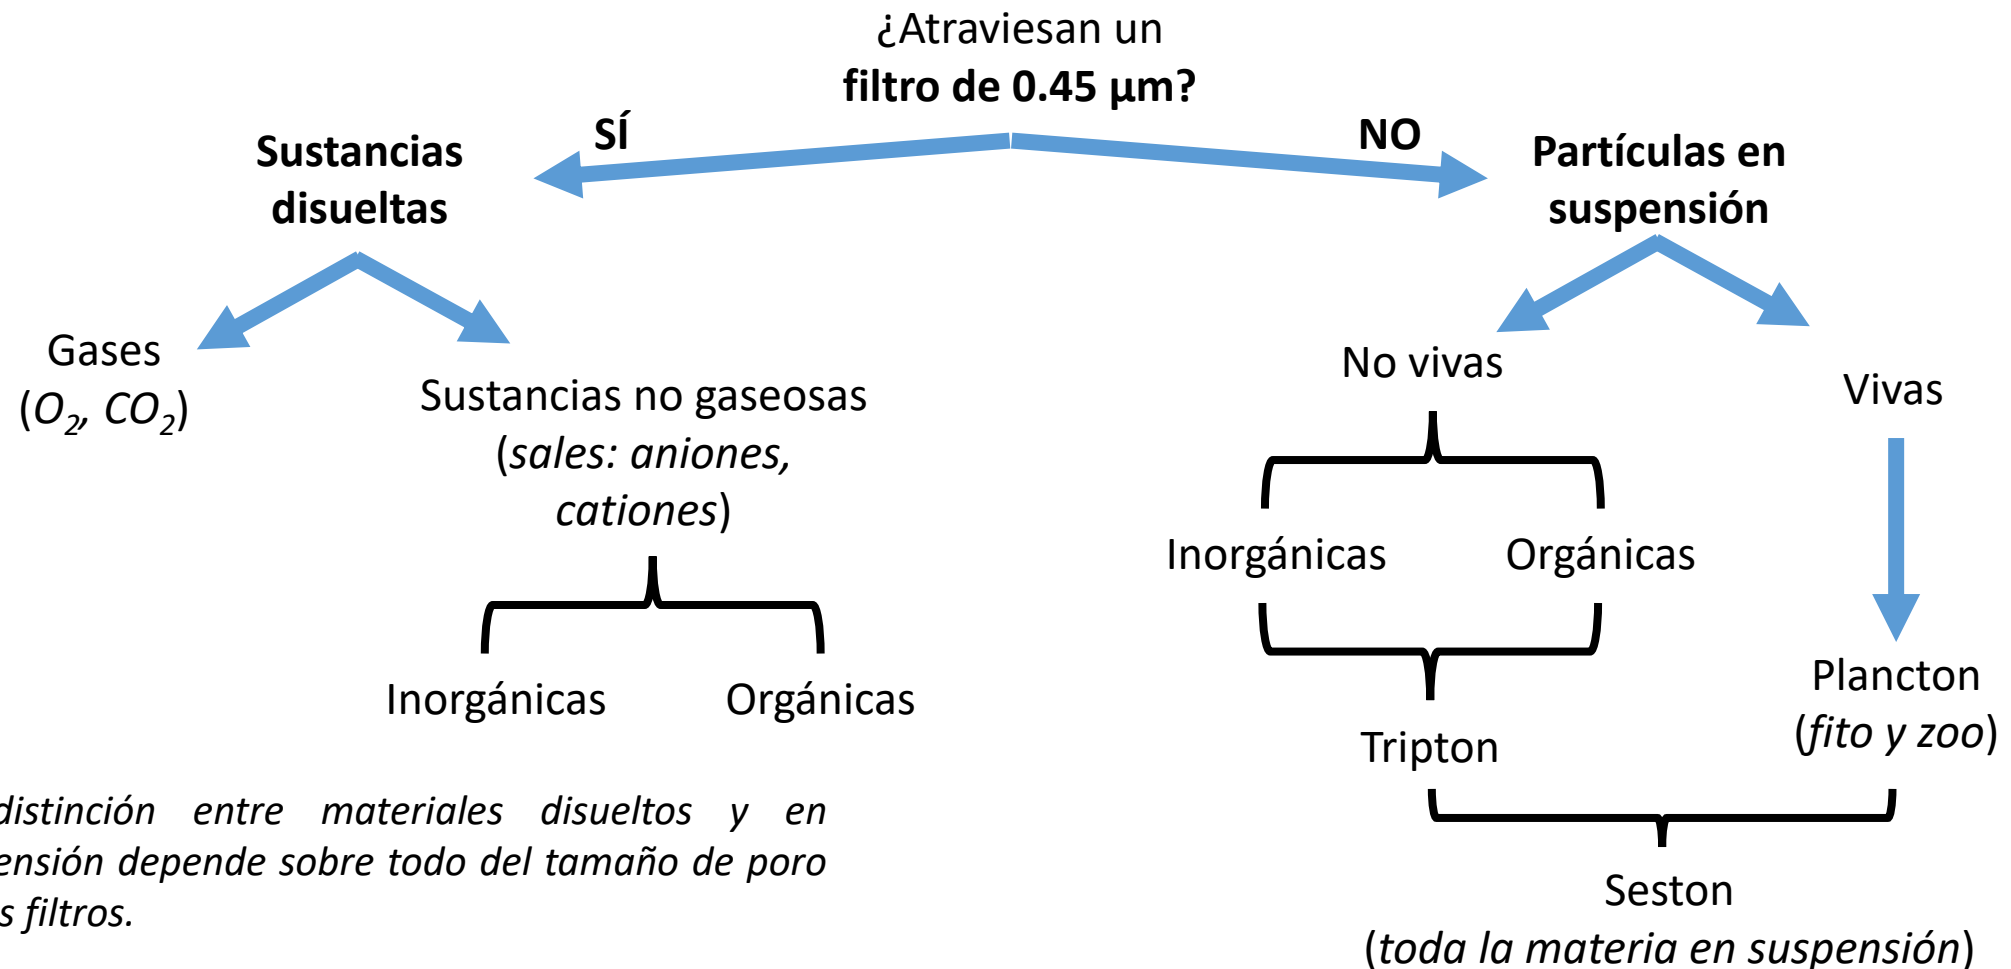 ¿Atraviesan un
filtro de 0.45 µm?
SÍ
NO
Sustancias
disueltas
Partículas en
suspensión
Gases
(O₂, CO₂)
Sustancias no gaseosas
(sales: aniones,
cationes)
Inorgánicas
Orgánicas
No vivas
Vivas
Inorgánicas
Orgánicas
Tripton
Plancton
(fito y zoo)
Seston
(toda la materia en suspensión)
distinción entre materiales disueltos y en
ensión depende sobre todo del tamaño de poro
s filtros.